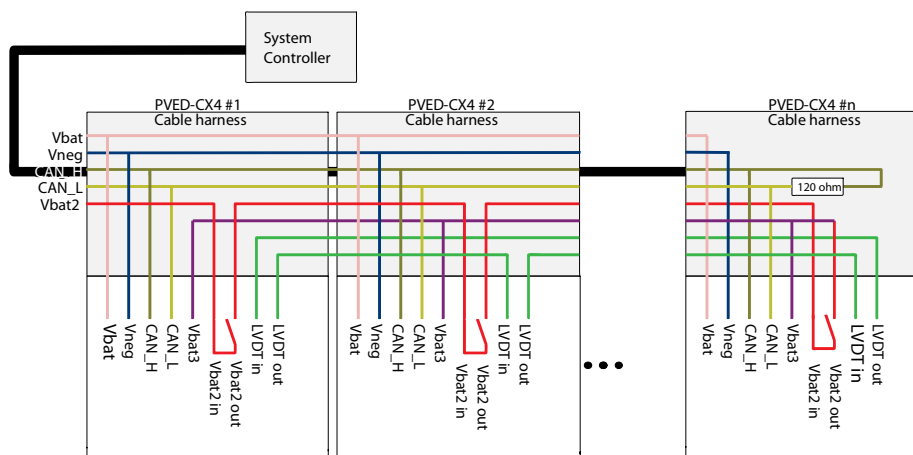 System
Controller
PVED-CX4 #1
Cable harness
PVED-CX4 #2
Cable harness
PVED-CX4 #n
Cable harness
Vbat
Vneg
CAN_H
CAN_L
Vbat2
120 ohm
Vbat
Vneg
CAN_H
CAN_L
Vbat3
Vbat2 in
Vbat2 out
LVDT in
LVDT out
Vbat
Vneg
CAN_H
CAN_L
Vbat3
Vbat2 in
Vbat2 out
LVDT in
LVDT out
Vbat
Vneg
CAN_H
CAN_L
Vbat3
Vbat2 in
Vbat2 out
LVDT in
LVDT out